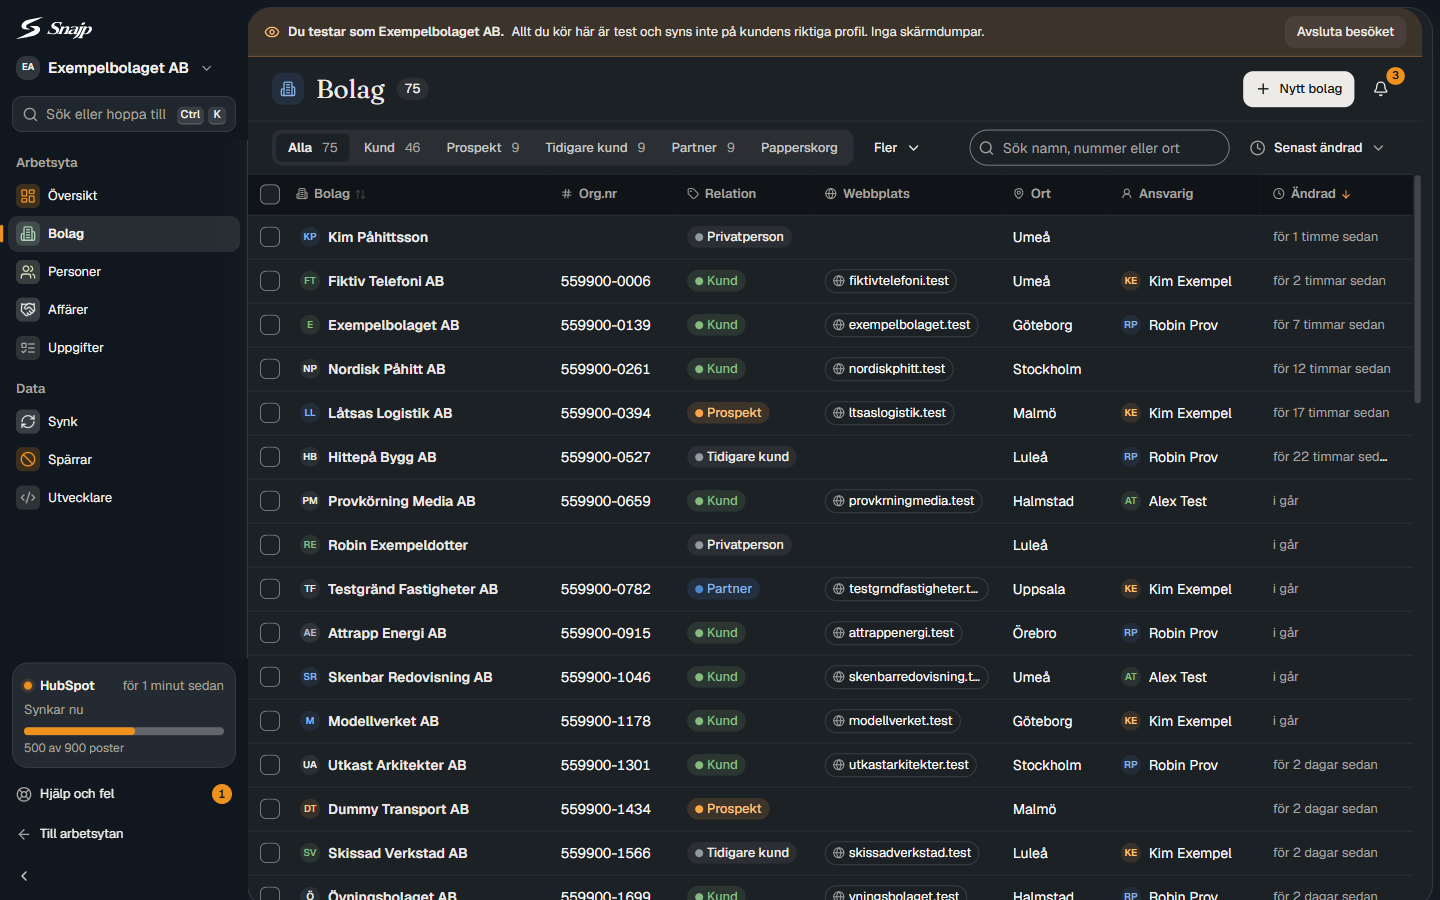 Snajp
EA Exempelbolaget AB
Sök eller hoppa till Ctrl K
Arbetsyta
Översikt
Bolag
Personer
Affärer
Uppgifter
Data
Synk
Spärrar
Utvecklare
HubSpot för 1 minut sedan
Synkar nu
500 av 900 poster
Hjälp och fel 1
Till arbetsytan
Du testar som Exempelbolaget AB. Allt du kör här är test och syns inte på kundens riktiga profil. Inga skärmdumpar. Avsluta besöket
Bolag 75 Nytt bolag 3
Alla 75 Kund 46 Prospekt 9 Tidigare kund 9 Partner 9 Papperskorg Fler Sök namn, nummer eller ort Senast ändrad
Bolag Org.nr Relation Webbplats Ort Ansvarig Ändrad
KP Kim Påhittsson Privatperson Umeå för 1 timme sedan
FT Fiktiv Telefoni AB 559900-0006 Kund fiktivtelefoni.test Umeå KE Kim Exempel för 2 timmar sedan
E Exempelbolaget AB 559900-0139 Kund exempelbolaget.test Göteborg RP Robin Prov för 7 timmar sedan
NP Nordisk Påhitt AB 559900-0261 Kund nordiskphitt.test Stockholm för 12 timmar sedan
LL Låtsas Logistik AB 559900-0394 Prospekt ltsaslogistik.test Malmö KE Kim Exempel för 17 timmar sedan
HB Hittepå Bygg AB 559900-0527 Tidigare kund Luleå RP Robin Prov för 22 timmar sed…
PM Provkörning Media AB 559900-0659 Kund provkrningmedia.test Halmstad AT Alex Test i går
RE Robin Exempeldotter Privatperson Luleå i går
TF Testgränd Fastigheter AB 559900-0782 Partner testgrndfastigheter.t… Uppsala KE Kim Exempel i går
AE Attrapp Energi AB 559900-0915 Kund attrappenergi.test Örebro RP Robin Prov i går
SR Skenbar Redovisning AB 559900-1046 Kund skenbarredovisning.t… Umeå AT Alex Test i går
M Modellverket AB 559900-1178 Kund modellverket.test Göteborg KE Kim Exempel i går
UA Utkast Arkitekter AB 559900-1301 Kund utkastarkitekter.test Stockholm RP Robin Prov för 2 dagar sedan
DT Dummy Transport AB 559900-1434 Prospekt Malmö för 2 dagar sedan
SV Skissad Verkstad AB 559900-1566 Tidigare kund skissadverkstad.test Luleå KE Kim Exempel för 2 dagar sedan
Ö Övningsbolaget AB 559900-1699 Kund vningsbolaget.test Halmstad RP Robin Prov för 2 dagar sedan